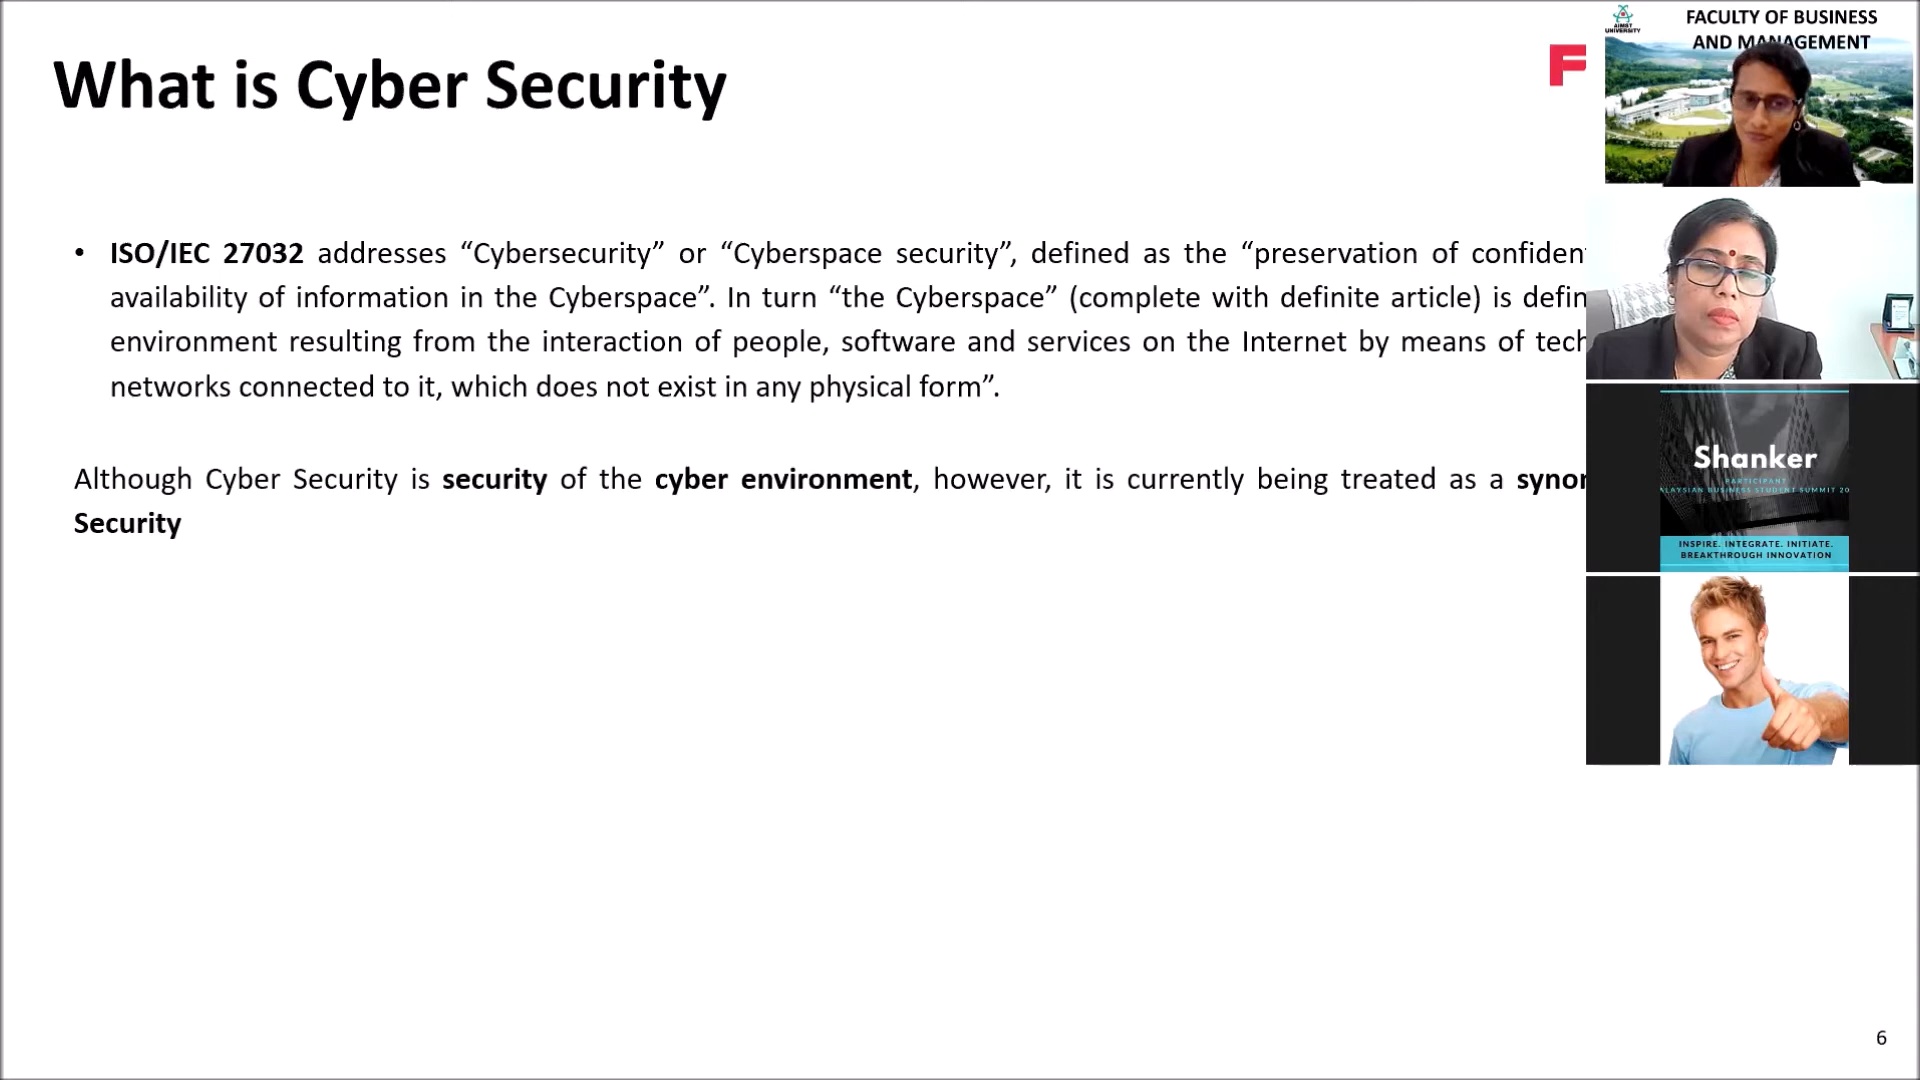 What is Cyber Security
F
AIMST
UNIVERSITY
FACULTY OF BUSINESS
AND MANAGEMENT
• ISO/IEC 27032 addresses “Cybersecurity” or “Cyberspace security”, defined as the “preservation of confiden
availability of information in the Cyberspace”. In turn “the Cyberspace” (complete with definite article) is defin
environment resulting from the interaction of people, software and services on the Internet by means of tech
networks connected to it, which does not exist in any physical form”.
Although Cyber Security is security of the cyber environment, however, it is currently being treated as a synor
Security
Shanker
PARTICIPANT
LAYSIAN BUSINESS STUDENT SUMMIT 20
INSPIRE. INTEGRATE. INITIATE.
BREAKTHROUGH INNOVATION
6